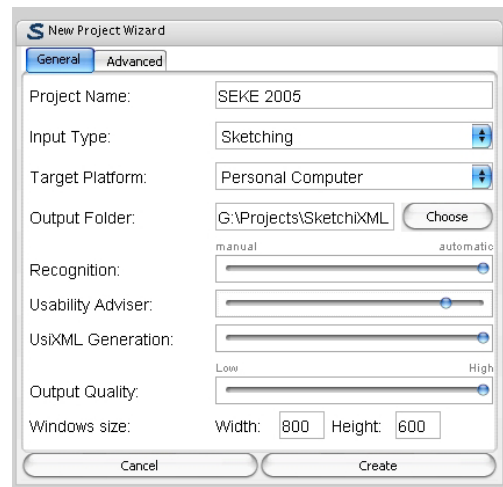 New Project Wizard
General Advanced
Project Name: SEKE 2005
Input Type: Sketching
Target Platform: Personal Computer
Output Folder: G:\Projects\SketchiXML Choose
manual automatic
Recognition:
Usability Adviser:
UsiXML Generation:
Low High
Output Quality:
Windows size: Width: 800 Height: 600
Cancel Create